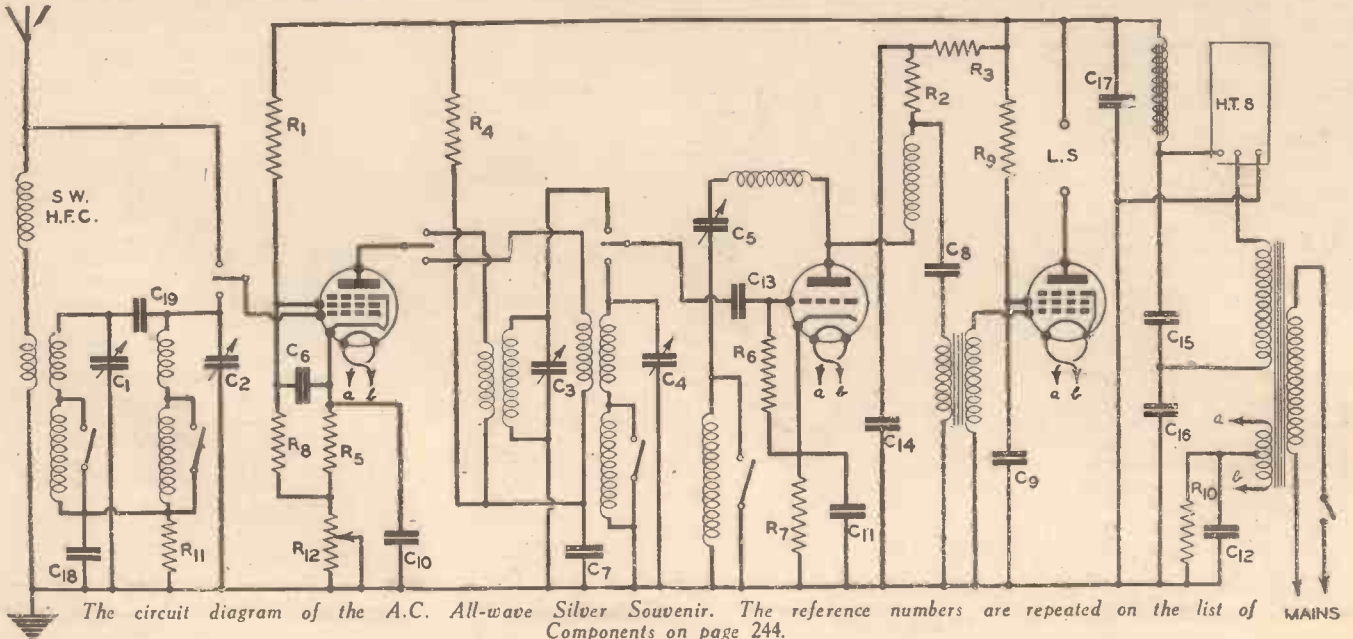 S.W.
H.F.C.
C19
C1
C2
C18
R11
R1
C6
R8
R5
R12
C10
a b
R4
C3
C4
C7
C5
C13
R6
R7
C11
a b
C14
R2
R3
C8
R9
C9
L.S
a b
C17
H.T. 8
C15
C16
a
b
R10
C12
The circuit diagram of the A.C. All-wave Silver Souvenir. The reference numbers are repeated on the list of
Components on page 244.
MAINS